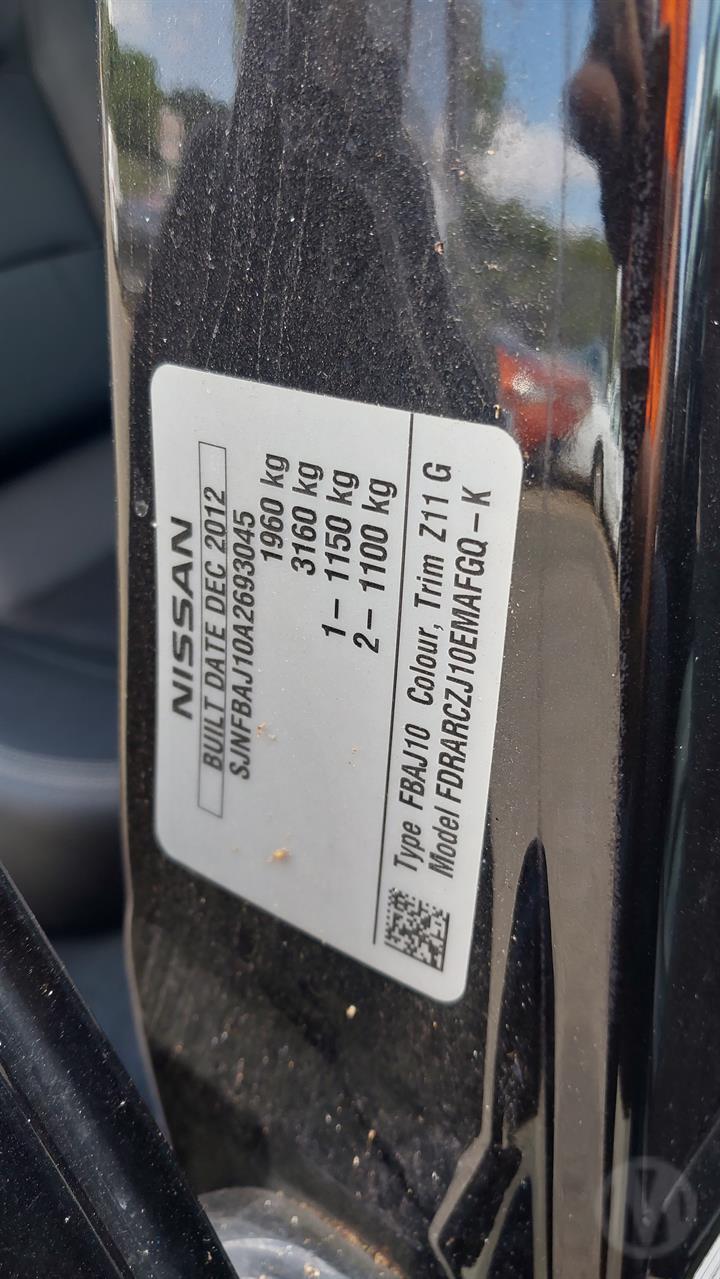 NISSAN
BUILT DATE DEC 2012
SJNFBAJ10A2693045
1960 kg
3160 kg
1– 1150 kg
2– 1100 kg
Type FBAJ10 Colour, Trim Z11 G
Model FDRARCZJ10EMAFGQ – K